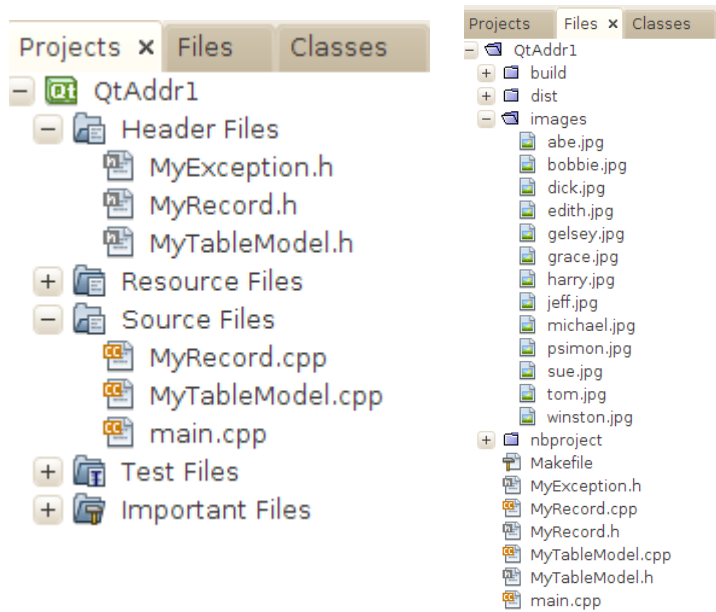 Projects Files Classes
QtAddr1
Header Files
MyException.h
MyRecord.h
MyTableModel.h
Resource Files
Source Files
MyRecord.cpp
MyTableModel.cpp
main.cpp
Test Files
Important Files
Projects Files Classes
QtAddr1
build
dist
images
abe.jpg
bobbie.jpg
dick.jpg
edith.jpg
gelsey.jpg
grace.jpg
harry.jpg
jeff.jpg
michael.jpg
psimon.jpg
sue.jpg
tom.jpg
winston.jpg
nbproject
Makefile
MyException.h
MyRecord.cpp
MyRecord.h
MyTableModel.cpp
MyTableModel.h
main.cpp